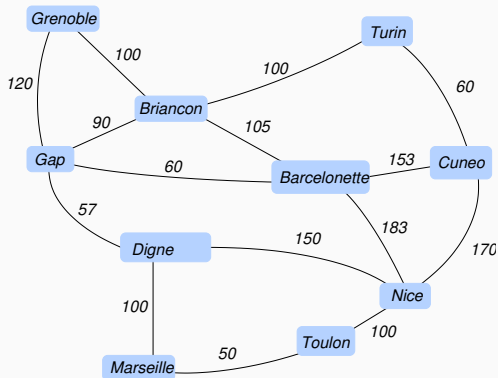 Grenoble
Turin
100
120
100
60
Briancon
90
105
Gap
60
Barcelonette
153
Cuneo
57
183
Digne
150
170
100
Nice
100
Toulon
50
Marseille